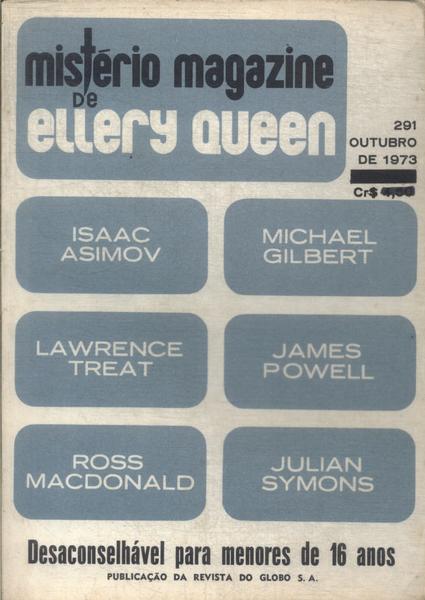 mistério magazine
DE
ellery queen
291
OUTUBRO
DE 1973
Cr$
ISAAC
ASIMOV
MICHAEL
GILBERT
LAWRENCE
TREAT
JAMES
POWELL
ROSS
MACDONALD
JULIAN
SYMONS
Desaconselhável para menores de 16 anos
PUBLICAÇÃO DA REVISTA DO GLOBO S. A.